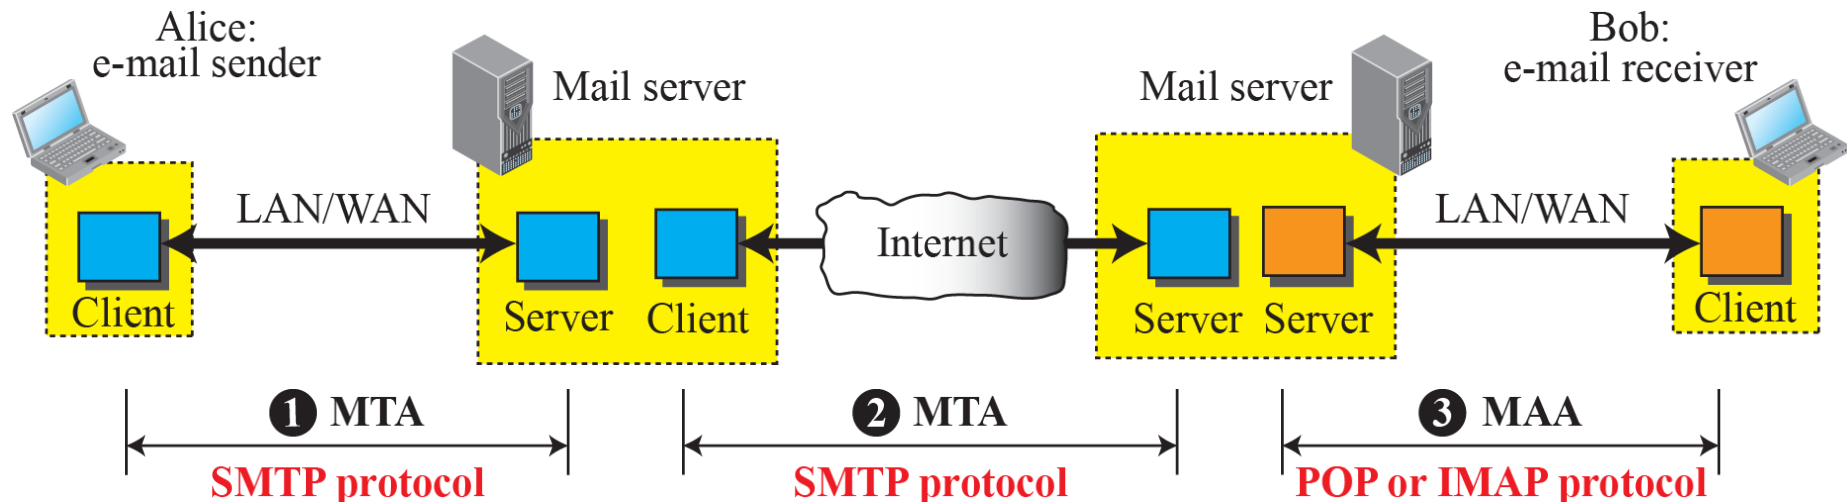 Alice:
e-mail sender
Mail server
Mail server
Bob:
e-mail receiver
LAN/WAN
Internet
LAN/WAN
Client
Server
Client
Server
Server
Client
1 MTA
2 MTA
3 MAA
SMTP protocol
SMTP protocol
POP or IMAP protocol